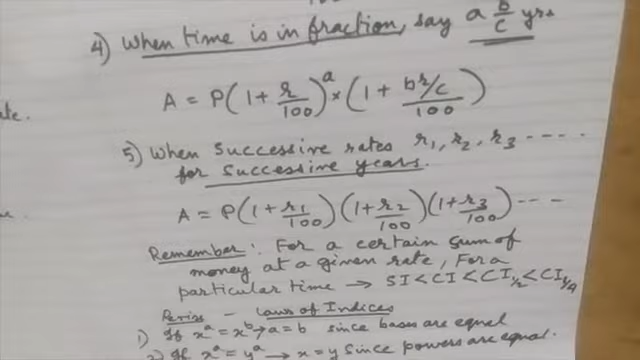 4) When time is in fraction, say a b/c yrs
A = P(1 + r/100)^a × (1 + br/c/100)
5) When Successive rates r1, r2, r3 ----
for successive years.
A = P(1 + r1/100)(1 + r2/100)(1 + r3/100) ----
Remember: For a certain sum of
money at a given rate, For a
particular time → SI < CI < CI1/2 < CI1/4
– Laws of Indices
1) If x^a = x^b → a = b since bases are equal
2) If x^a = y^a → x = y since powers are equal.